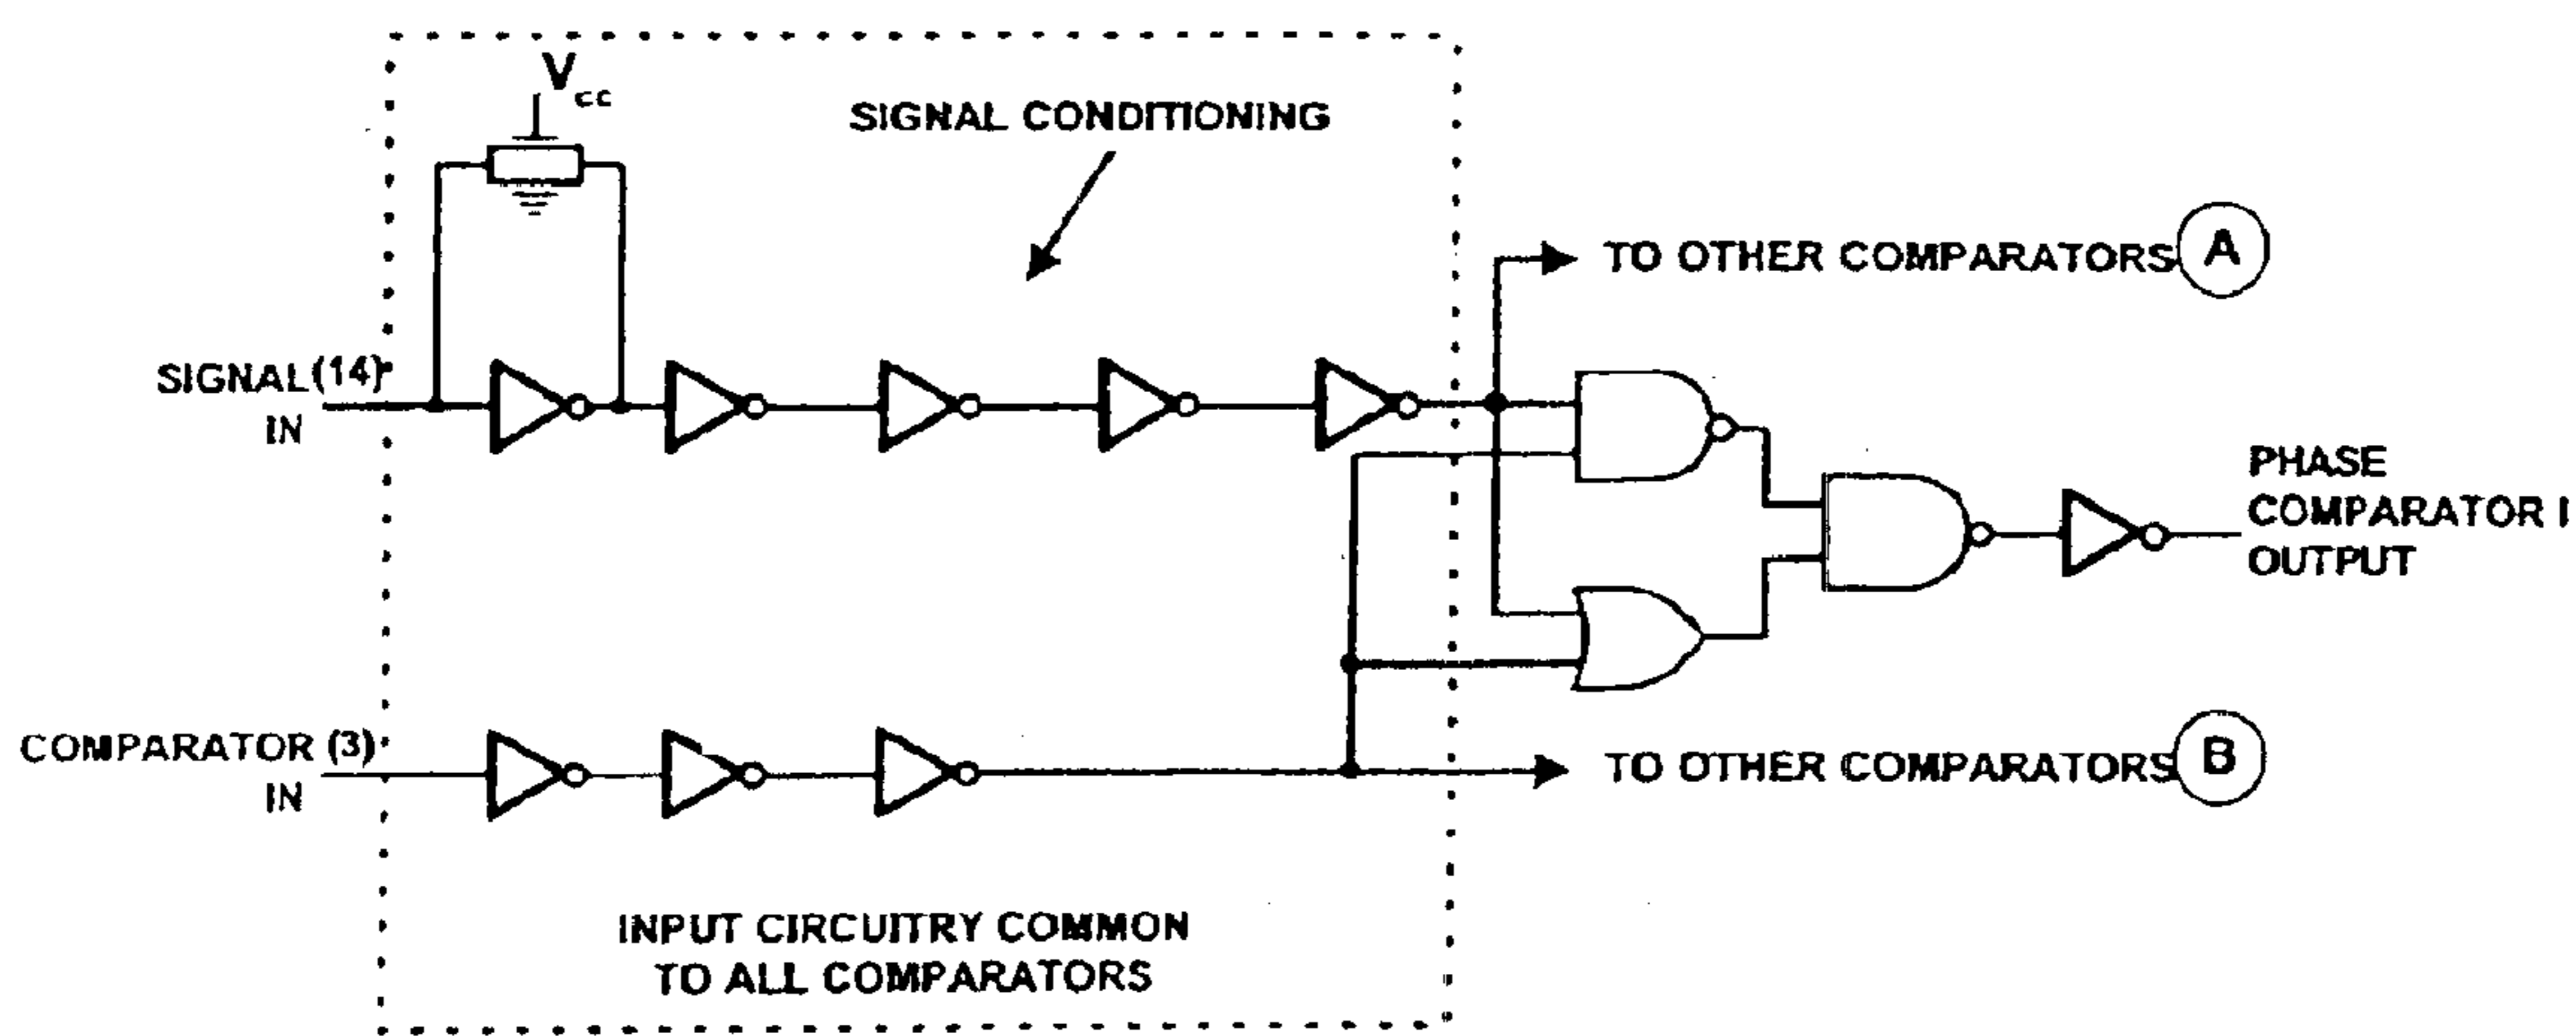 Vcc
SIGNAL CONDITIONING
TO OTHER COMPARATORS A
SIGNAL (14)
IN
PHASE
COMPARATOR I
OUTPUT
COMPARATOR (3)
IN
TO OTHER COMPARATORS B
INPUT CIRCUITRY COMMON
TO ALL COMPARATORS